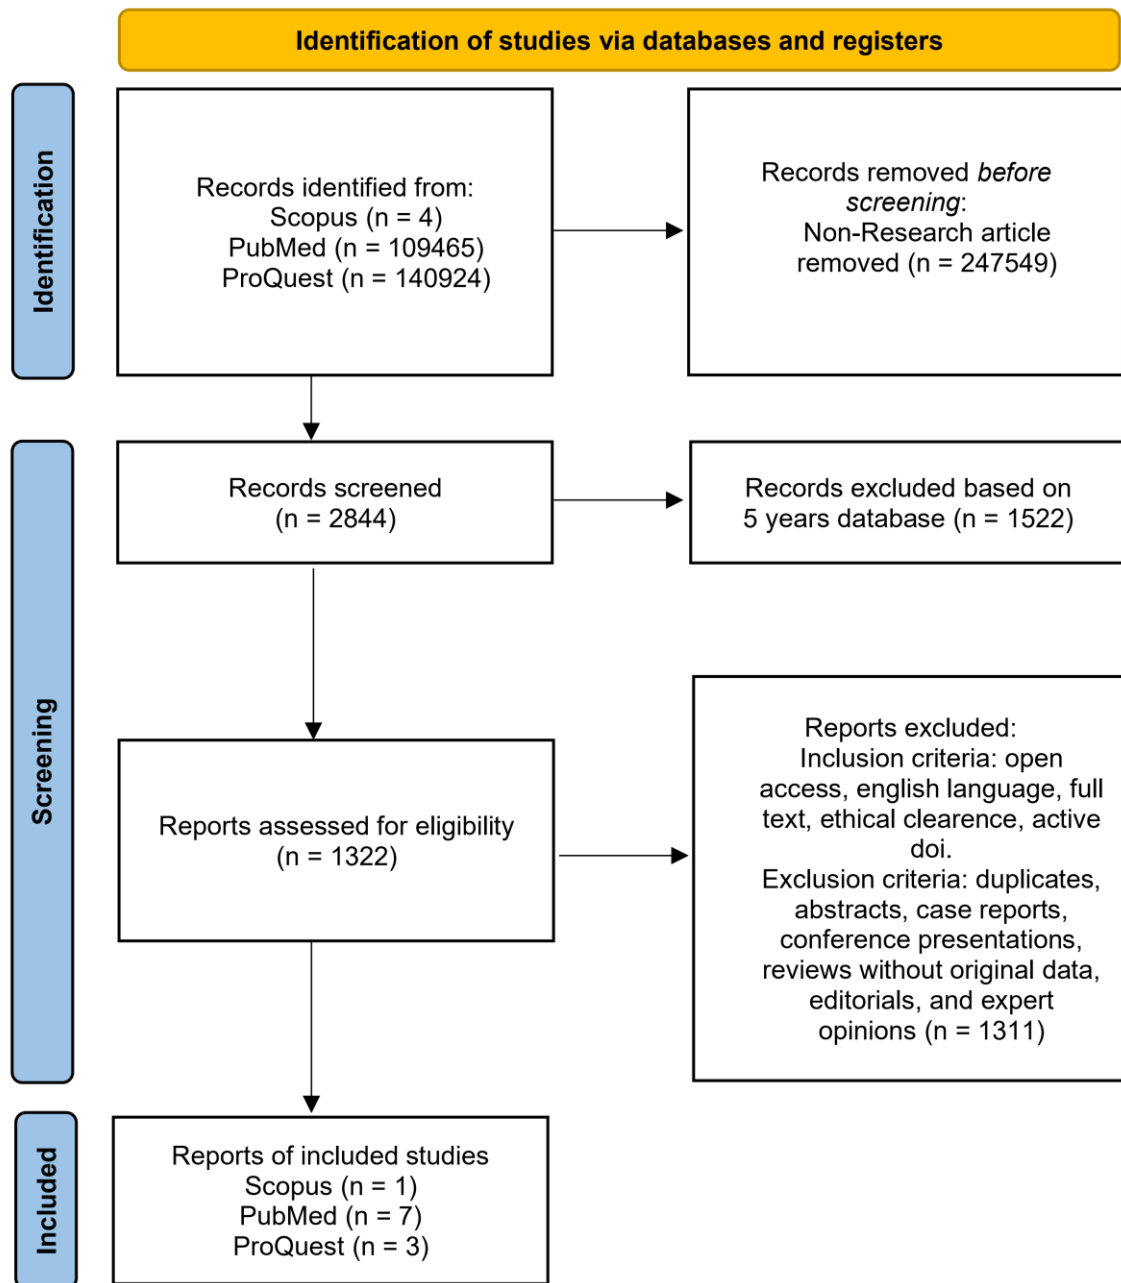 Identification of studies via databases and registers
Identification
Records identified from:
Scopus (n = 4)
PubMed (n = 109465)
ProQuest (n = 140924)
Records removed before
screening:
Non-Research article
removed (n = 247549)
Screening
Records screened
(n = 2844)
Records excluded based on
5 years database (n = 1522)
Reports assessed for eligibility
(n = 1322)
Reports excluded:
Inclusion criteria: open
access, english language, full
text, ethical clearence, active
doi.
Exclusion criteria: duplicates,
abstracts, case reports,
conference presentations,
reviews without original data,
editorials, and expert
opinions (n = 1311)
Included
Reports of included studies
Scopus (n = 1)
PubMed (n = 7)
ProQuest (n = 3)